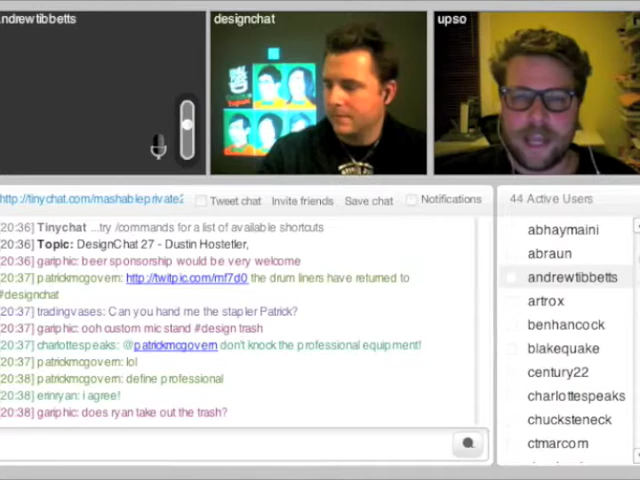 andrewtibbetts
designchat
upso
http://tinychat.com/mashableprivate2
Tweet chat
Invite friends
Save chat
Notifications
44 Active Users
[20:36] Tinychat ...try /commands for a list of available shortcuts
[20:36] Topic: DesignChat 27 - Dustin Hostetler,
[20:36] gariphic: beer sponsorship would be very welcome
[20:37] patrickmcgovern: http://twitpic.com/mf7d0 the drum liners have returned to
#designchat
[20:37] tradingvases: Can you hand me the stapler Patrick?
[20:37] gariphic: ooh custom mic stand #design trash
[20:37] charlottespeaks: @patrickmcgovern don't knock the professional equipment!
[20:37] patrickmcgovern: lol
[20:38] patrickmcgovern: define professional
[20:38] erinryan: i agree!
[20:38] gariphic: does ryan take out the trash?
abhaymaini
abraun
andrewtibbetts
artrox
benhancock
blakequake
century22
charlottespeaks
chucksteneck
ctmarcom